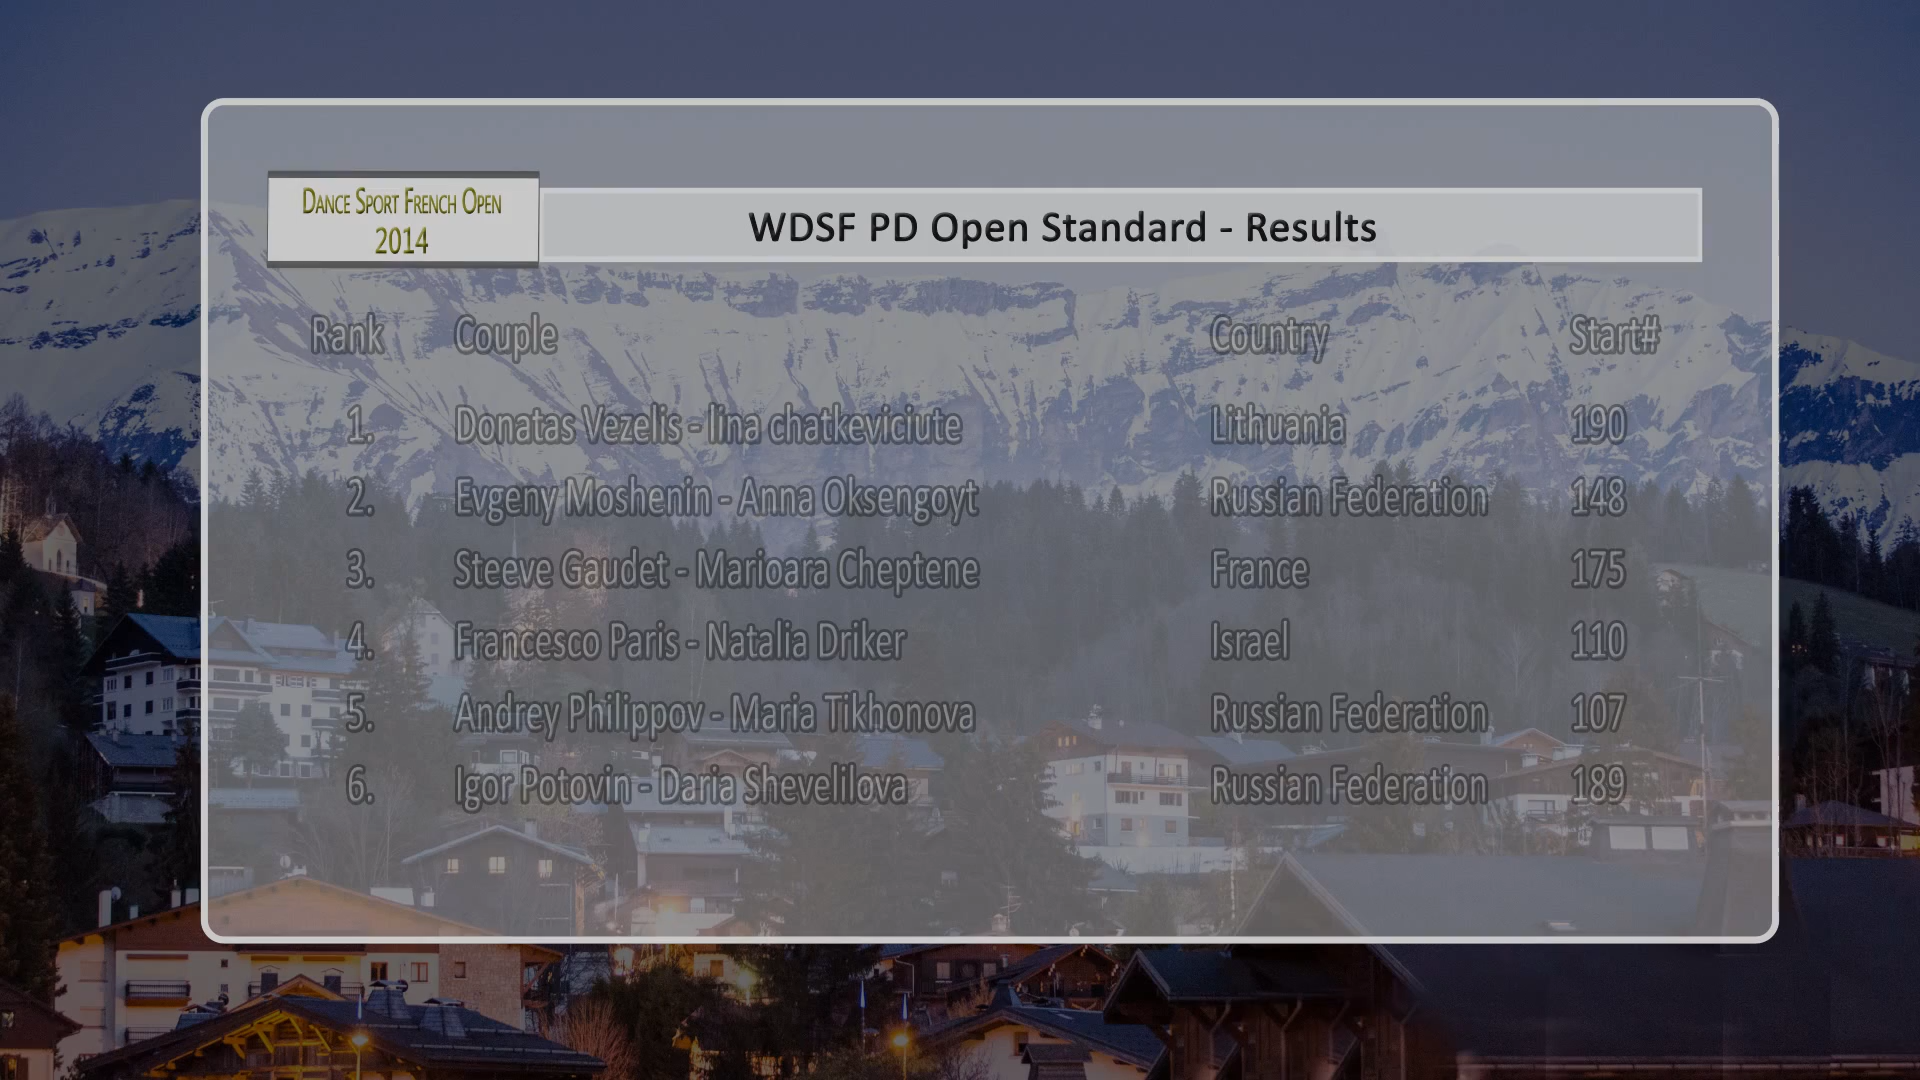 Dance Sport French Open
2014
WDSF PD Open Standard - Results
Rank Couple Country Start#
1. Donatas Vezelis - lina chatkeviciute Lithuania 190
2. Evgeny Moshenin - Anna Oksengoyt Russian Federation 148
3. Steeve Gaudet - Marioara Cheptene France 175
4. Francesco Paris - Natalia Driker Israel 110
5. Andrey Philippov - Maria Tikhonova Russian Federation 107
6. Igor Potovin - Daria Shevelilova Russian Federation 189